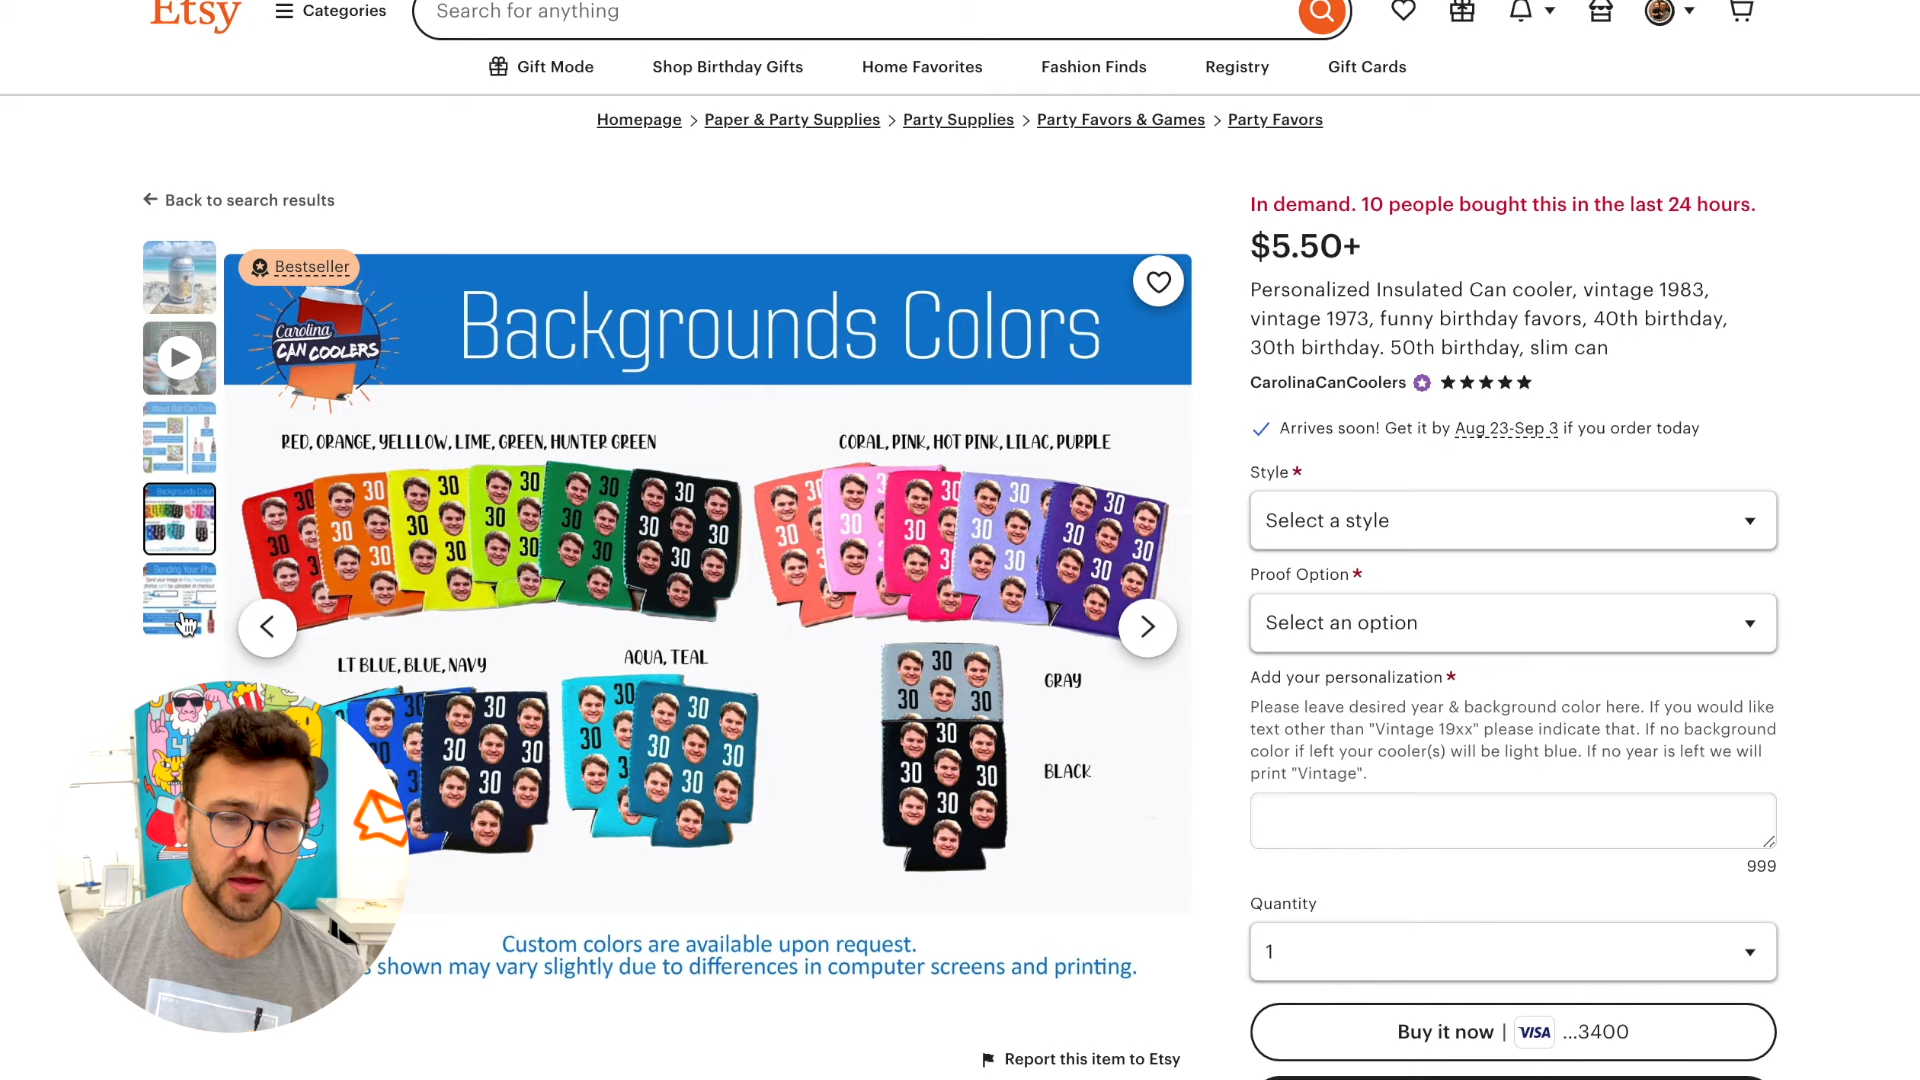 Etsy
Categories
Search for anything
Gift Mode
Shop Birthday Gifts
Home Favorites
Fashion Finds
Registry
Gift Cards
Homepage > Paper & Party Supplies > Party Supplies > Party Favors & Games > Party Favors
Back to search results
Bestseller
Carolina
CAN COOLERS
Backgrounds Colors
RED, ORANGE, YELLLOW, LIME, GREEN, HUNTER GREEN
CORAL, PINK, HOT PINK, LILAC, PURPLE
LT BLUE, BLUE, NAVY
AQUA, TEAL
GRAY
BLACK
Custom colors are available upon request.
shown may vary slightly due to differences in computer screens and printing.
Report this item to Etsy
In demand. 10 people bought this in the last 24 hours.
$5.50+
Personalized Insulated Can cooler, vintage 1983,
vintage 1973, funny birthday favors, 40th birthday,
30th birthday. 50th birthday, slim can
CarolinaCanCoolers
Arrives soon! Get it by Aug 23-Sep 3 if you order today
Style *
Select a style
Proof Option *
Select an option
Add your personalization *
Please leave desired year & background color here. If you would like
text other than "Vintage 19xx" please indicate that. If no background
color if left your cooler(s) will be light blue. If no year is left we will
print "Vintage".
999
Quantity
1
Buy it now | VISA ...3400